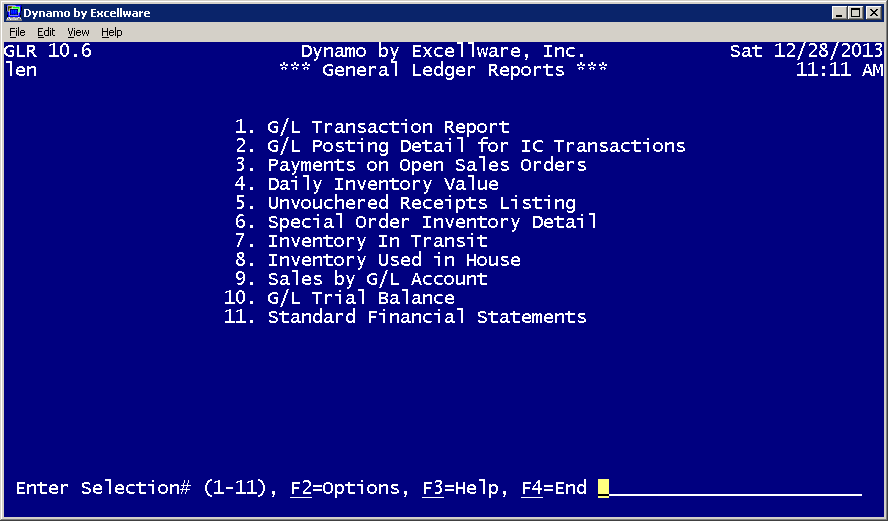 Dynamo by Excellware
File Edit View Help
GLR 10.6 Dynamo by Excellware, Inc. Sat 12/28/2013
len *** General Ledger Reports *** 11:11 AM
1. G/L Transaction Report
2. G/L Posting Detail for IC Transactions
3. Payments on Open Sales Orders
4. Daily Inventory Value
5. Unvouchered Receipts Listing
6. Special Order Inventory Detail
7. Inventory In Transit
8. Inventory Used in House
9. Sales by G/L Account
10. G/L Trial Balance
11. Standard Financial Statements
Enter Selection# (1-11), F2=Options, F3=Help, F4=End